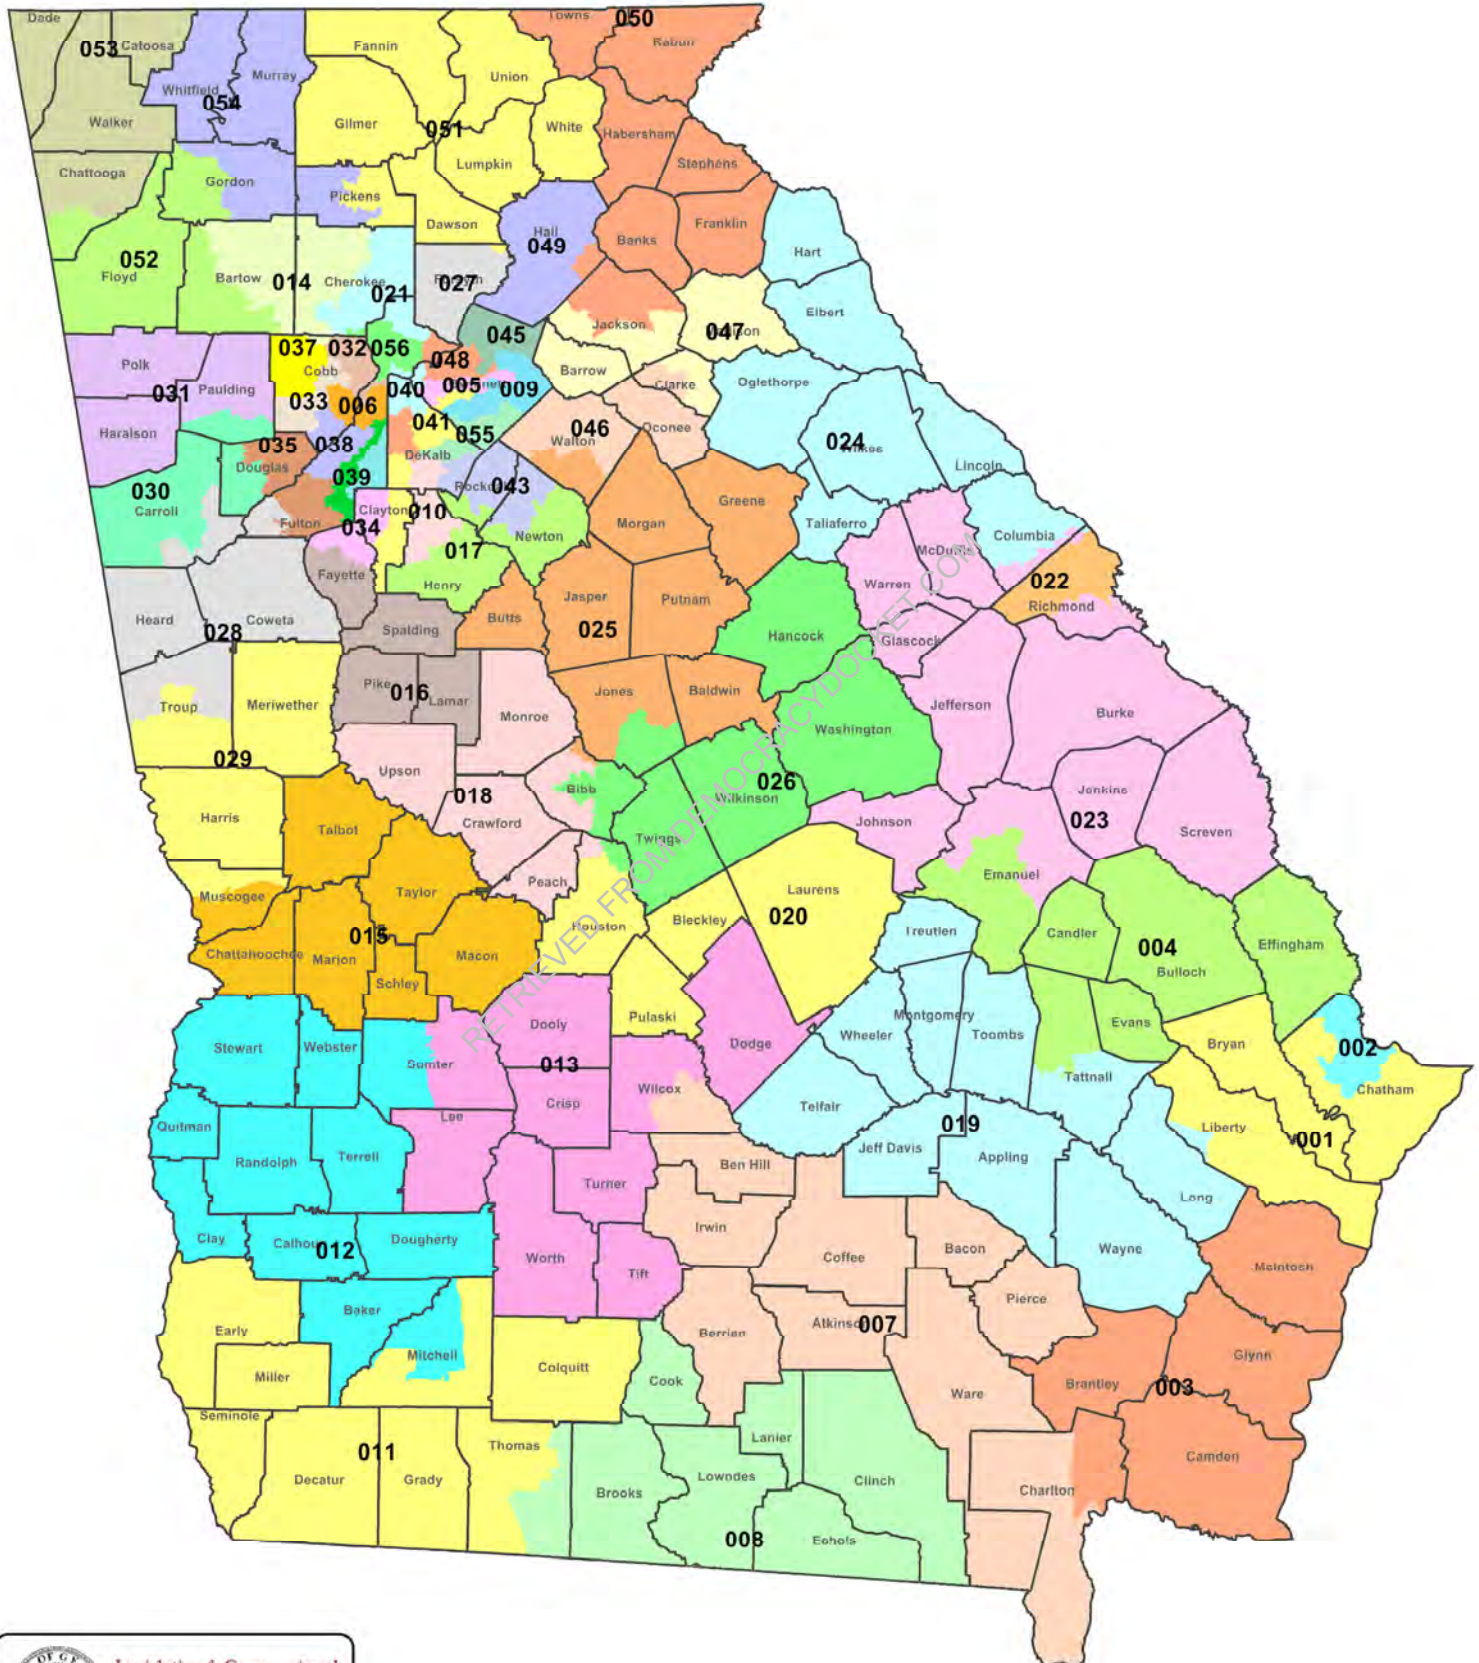 Dade
Catoosa
Fannin
Towns
050
Rabun
053
Whitfield
Murray
Union
054
Walker
Gilmer
051
White
Habersham
Chattooga
Gordon
Lumpkin
Stephens
Pickens
Dawson
Hall
Banks
Franklin
049
Hart
052
Floyd
Bartow
014
Cherokee
021
027
Elbert
Jackson
047
037
032
056
045
048
Polk
Cobb
Barrow
Clarke
Oglethorpe
031
Paulding
040
005
009
033
006
041
046
Oconee
Haralson
035
038
055
Walton
024
Douglas
DeKalb
Lincoln
039
043
030
Carroll
Clayton
010
Greene
Fulton
034
Morgan
Taliaferro
Columbia
017
Newton
McDuffie
Fayette
Henry
Warren
022
Richmond
Jasper
Putnam
Heard
Coweta
028
Spalding
Butts
025
Hancock
Glascock
Pike
016
Lamar
Jones
Baldwin
Troup
Meriwether
Monroe
Jefferson
Burke
Washington
029
Upson
026
Wilkinson
Bibb
Jenkins
018
Crawford
Harris
Talbot
Twiggs
Johnson
023
Screven
Peach
Laurens
Emanuel
Muscogee
Taylor
020
Houston
Bleckley
Treutlen
Candler
004
Bulloch
Effingham
015
Chattahoochee
Marion
Macon
Schley
Pulaski
Montgomery
Evans
Stewart
Webster
Sumter
Dooly
Dodge
Wheeler
Toombs
Bryan
002
013
Tattnall
Chatham
Wilcox
Crisp
Telfair
Quitman
Lee
019
Liberty
001
Randolph
Terrell
Ben Hill
Jeff Davis
Appling
Turner
Long
Clay
012
Dougherty
Irwin
Wayne
Worth
Coffee
Bacon
Tift
McIntosh
Baker
Pierce
Early
Berrien
007
Mitchell
Glynn
Miller
Colquitt
Cook
Ware
Brantley
003
Seminole
Thomas
Lanier
011
Decatur
Grady
Lowndes
Clinch
Camden
Brooks
Charlton
008
Echols
RETRIEVED FROM DEMOCRACYDOCKET.COM